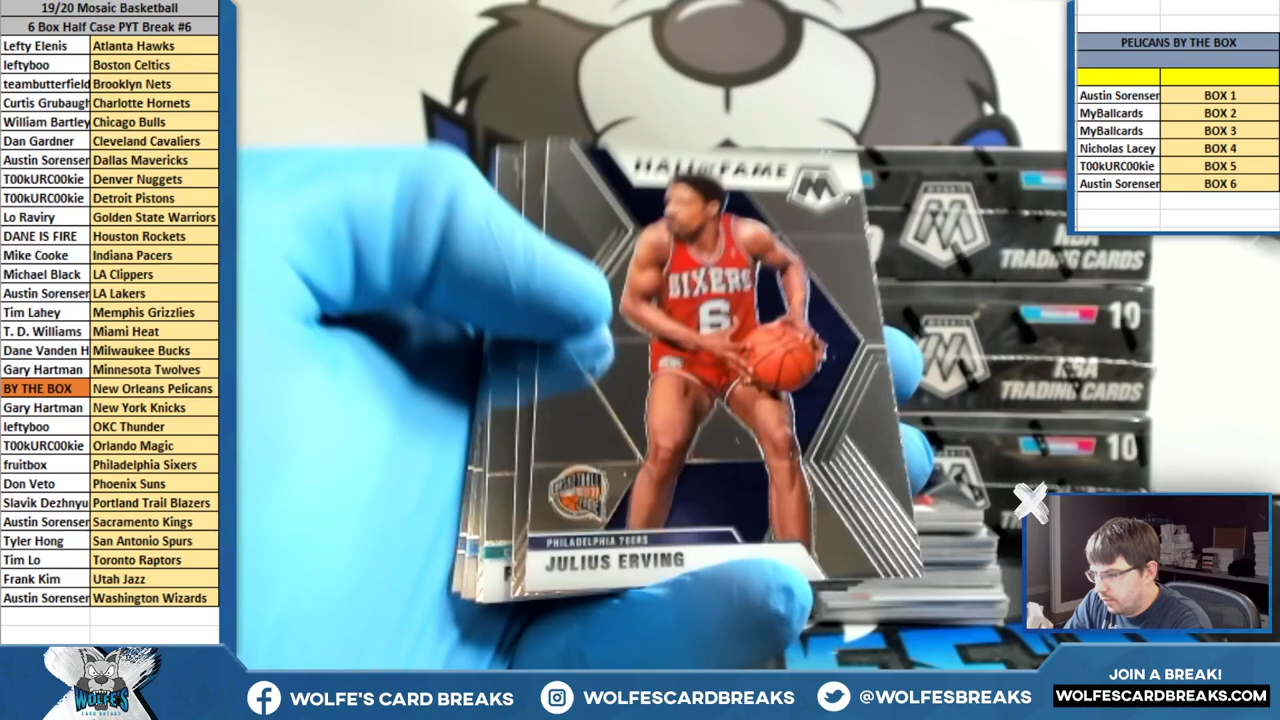 19/20 Mosaic Basketball
6 Box Half Case PYT Break #6
Lefty Elenis Atlanta Hawks
leftyboo Boston Celtics
teambutterfield Brooklyn Nets
Curtis Grubaugh Charlotte Hornets
William Bartley Chicago Bulls
Dan Gardner Cleveland Cavaliers
Austin Sorensen Dallas Mavericks
T00kURC00kie Denver Nuggets
T00kURC00kie Detroit Pistons
Lo Raviry Golden State Warriors
DANE IS FIRE Houston Rockets
Mike Cooke Indiana Pacers
Michael Black LA Clippers
Austin Sorensen LA Lakers
Tim Lahey Memphis Grizzlies
T. D. Williams Miami Heat
Dane Vanden H Milwaukee Bucks
Gary Hartman Minnesota Twolves
BY THE BOX New Orleans Pelicans
Gary Hartman New York Knicks
leftyboo OKC Thunder
T00kURC00kie Orlando Magic
fruitbox Philadelphia Sixers
Don Veto Phoenix Suns
Slavik Dezhnyu Portland Trail Blazers
Austin Sorensen Sacramento Kings
Tyler Hong San Antonio Spurs
Tim Lo Toronto Raptors
Frank Kim Utah Jazz
Austin Sorensen Washington Wizards
PELICANS BY THE BOX
Austin Sorensen BOX 1
MyBallcards BOX 2
MyBallcards BOX 3
Nicholas Lacey BOX 4
T00kURC00kie BOX 5
Austin Sorensen BOX 6
HALL OF FAME
M
SIXERS
6
PHILADELPHIA 76ERS
JULIUS ERVING
NBA
TRADING CARDS
10
NBA
TRADING CARDS
10
WOLFE'S
CARD BREAKS
WOLFE'S CARD BREAKS
WOLFESCARDBREAKS
@WOLFESBREAKS
JOIN A BREAK!
WOLFESCARDBREAKS.COM